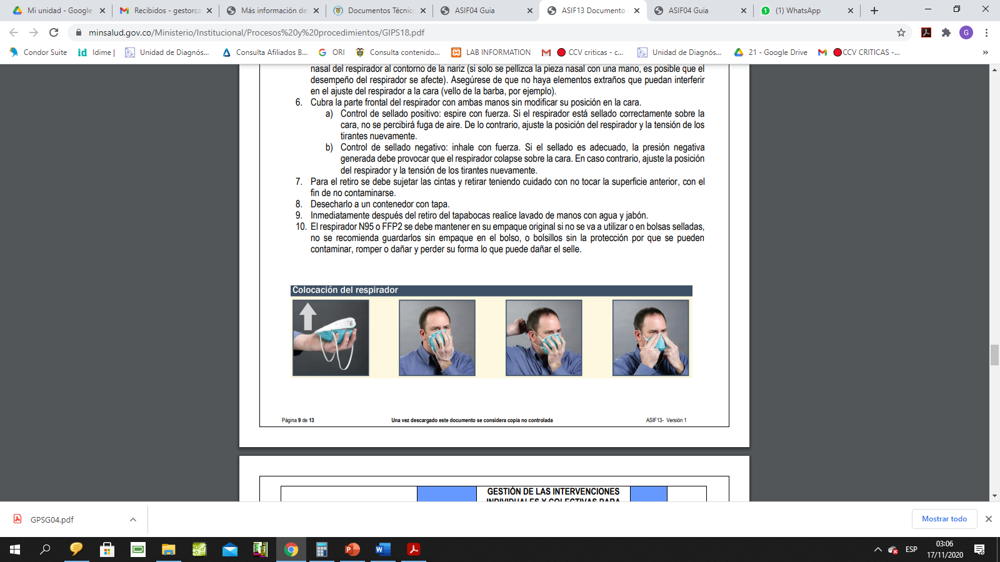 Mi unidad - Google
Recibidos - gestorca
Más información de
Documentos Técnico
ASIF04 Guia
ASIF13 Documento
ASIF04 Guia
(1) WhatsApp
minsalud.gov.co/Ministerio/Institucional/Procesos%20y%20procedimientos/GIPS18.pdf
G
Condor Suite
id Idime |
Unidad de Diagnós...
Consulta Afiliados B...
ORI
Consulta contenido...
LAB INFORMATION
CCV criticas - c...
Unidad de Diagnós...
21 - Google Drive
CCV CRITICAS -...
»
nasal del respirador al contorno de la nariz (si solo se pellizca la pieza nasal con una mano, es posible que el
desempeño del respirador se afecte). Asegúrese de que no haya elementos extraños que puedan interferir
en el ajuste del respirador a la cara (vello de la barba, por ejemplo).
6. Cubra la parte frontal del respirador con ambas manos sin modificar su posición en la cara.
a) Control de sellado positivo: espire con fuerza. Si el respirador está sellado correctamente sobre la
cara, no se percibirá fuga de aire. De lo contrario, ajuste la posición del respirador y la tensión de los
tirantes nuevamente.
b) Control de sellado negativo: inhale con fuerza. Si el sellado es adecuado, la presión negativa
generada debe provocar que el respirador colapse sobre la cara. En caso contrario, ajuste la posición
del respirador y la tensión de los tirantes nuevamente.
7. Para el retiro se debe sujetar las cintas y retirar teniendo cuidado con no tocar la superficie anterior, con el
fin de no contaminarse.
8. Desecharlo a un contenedor con tapa.
9. Inmediatamente después del retiro del tapabocas realice lavado de manos con agua y jabón.
10. El respirador N95 o FFP2 se debe mantener en su empaque original si no se va a utilizar o en bolsas selladas,
no se recomienda guardarlos sin empaque en el bolso, o bolsillos sin la protección por que se pueden
contaminar, romper o dañar y perder su forma lo que puede dañar el selle.
Colocación del respirador
Página 9 de 13
Una vez descargado este documento se considera copia no controlada
ASIF13- Versión 1
GESTIÓN DE LAS INTERVENCIONES
INDIVIDUALES Y COLECTIVAS PARA
GPSG04.pdf
Mostrar todo
ESP
03:06
17/11/2020